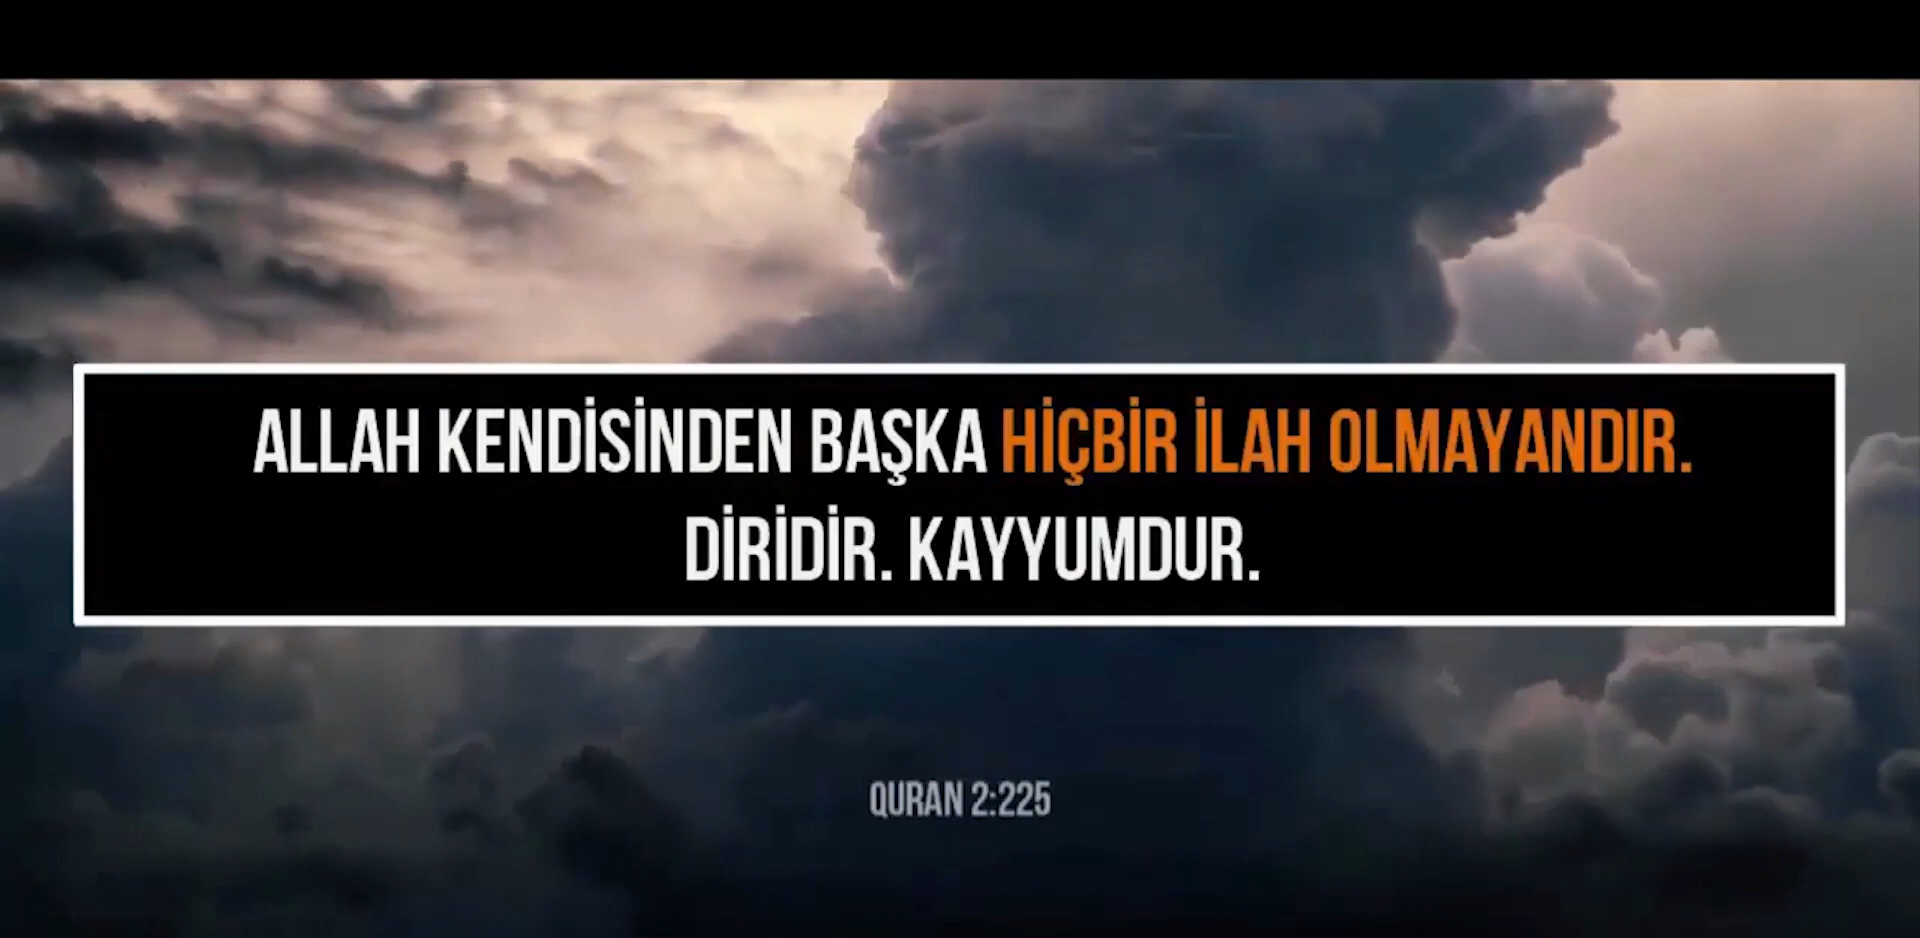 ALLAH KENDİSİNDEN BAŞKA HİÇBİR İLAH OLMAYANDIR.
DİRİDİR. KAYYUMDUR.
QURAN 2:225